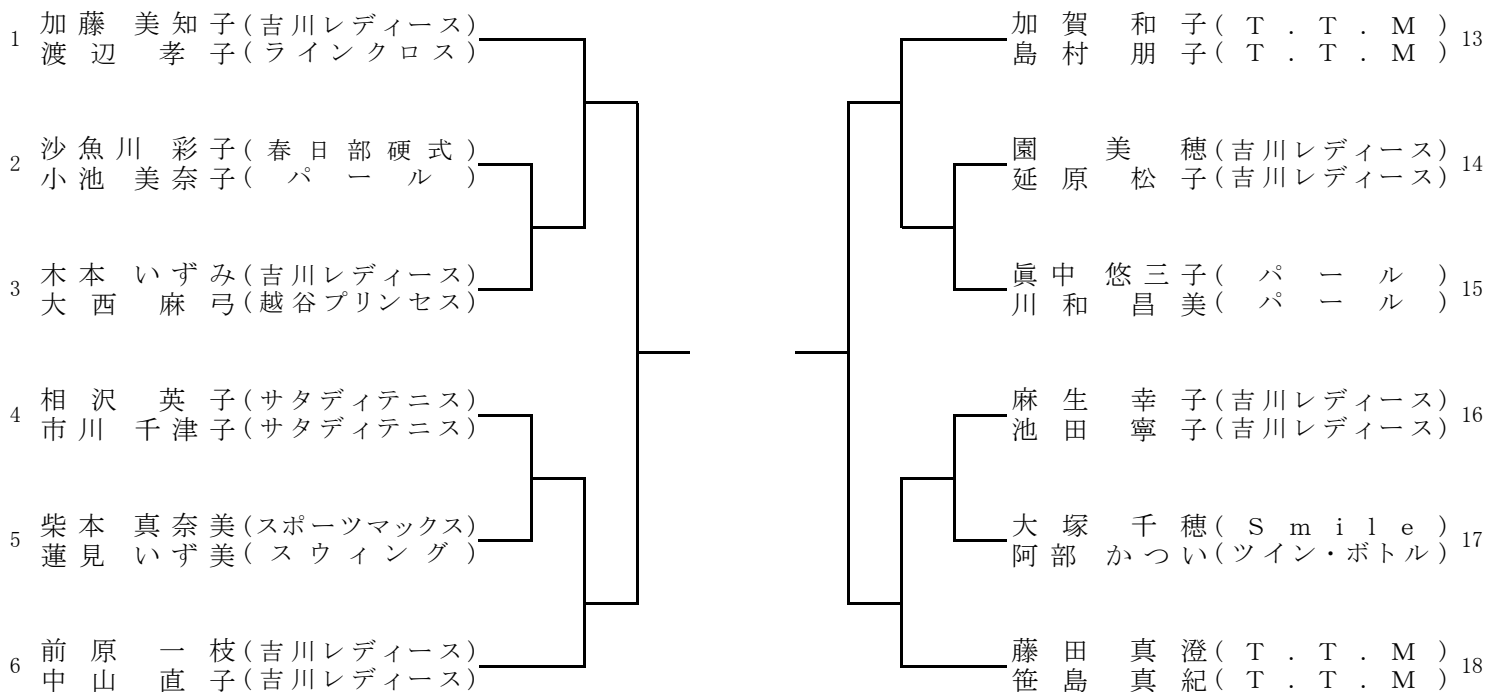 1 加藤 美知子(吉川レディース)
渡辺 孝子(ラインクロス)
2 沙魚川 彩子(春日部硬式)
小池 美奈子(パール)
3 木本 いずみ(吉川レディース)
大西 麻弓(越谷プリンセス)
4 相沢 英子(サタディテニス)
市川 千津子(サタディテニス)
5 柴本 真奈美(スポーツマックス)
蓮見 いず美(スウィング)
6 前原 一枝(吉川レディース)
中山 直子(吉川レディース)
加賀 和子(T.T.M) 13
島村 朋子(T.T.M)
園 美穂(吉川レディース) 14
延原 松子(吉川レディース)
眞中 悠三子(パール) 15
川和 昌美(パール)
麻生 幸子(吉川レディース) 16
池田 寧子(吉川レディース)
大塚 千穂(Smile) 17
阿部 かつい(ツイン・ボトル)
藤田 真澄(T.T.M) 18
笹島 真紀(T.T.M)